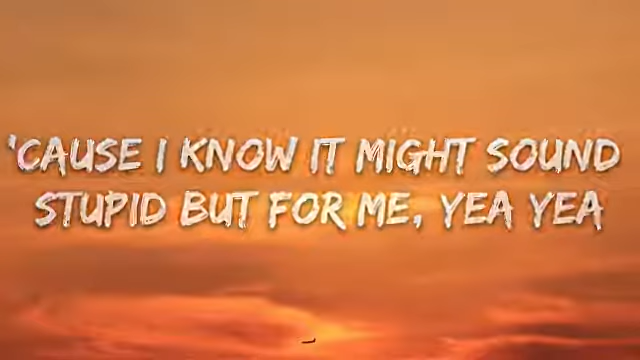 'CAUSE I KNOW IT MIGHT SOUND
STUPID BUT FOR ME, YEA YEA